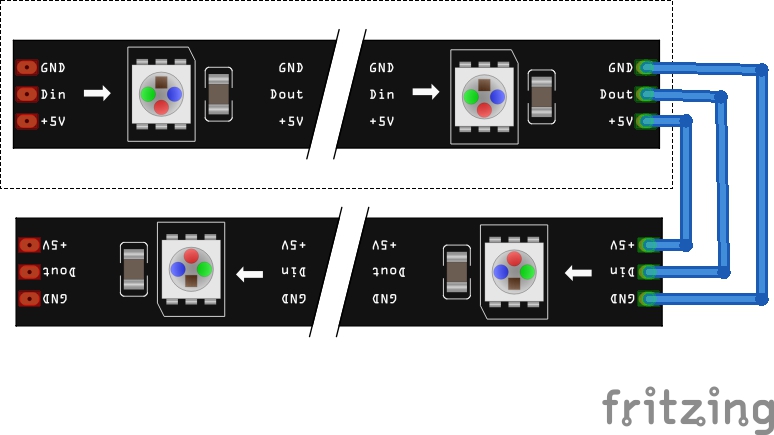 GND GND GND GND
Din Dout Din Dout
+5V +5V +5V +5V
+5V +5V +5V
Dout Din Dout Din
GND GND GND GND
fritzing